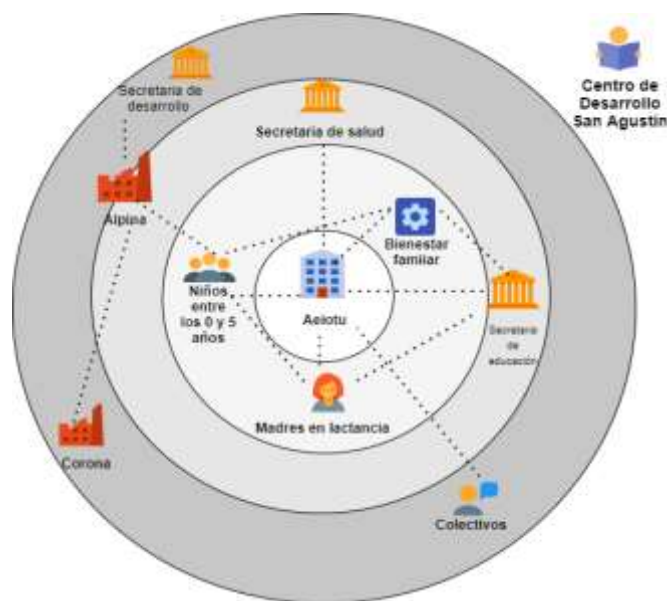 Secretaria de
desarrollo
Secretaria de salud
Centro de
Desarrollo
San Agustin
Alpina
Bienestar
familiar
Niños
entre
los 0 y 5
años
Aeiotu
Secretaria
de
educación
Madres en lactancia
Corona
Colectivos